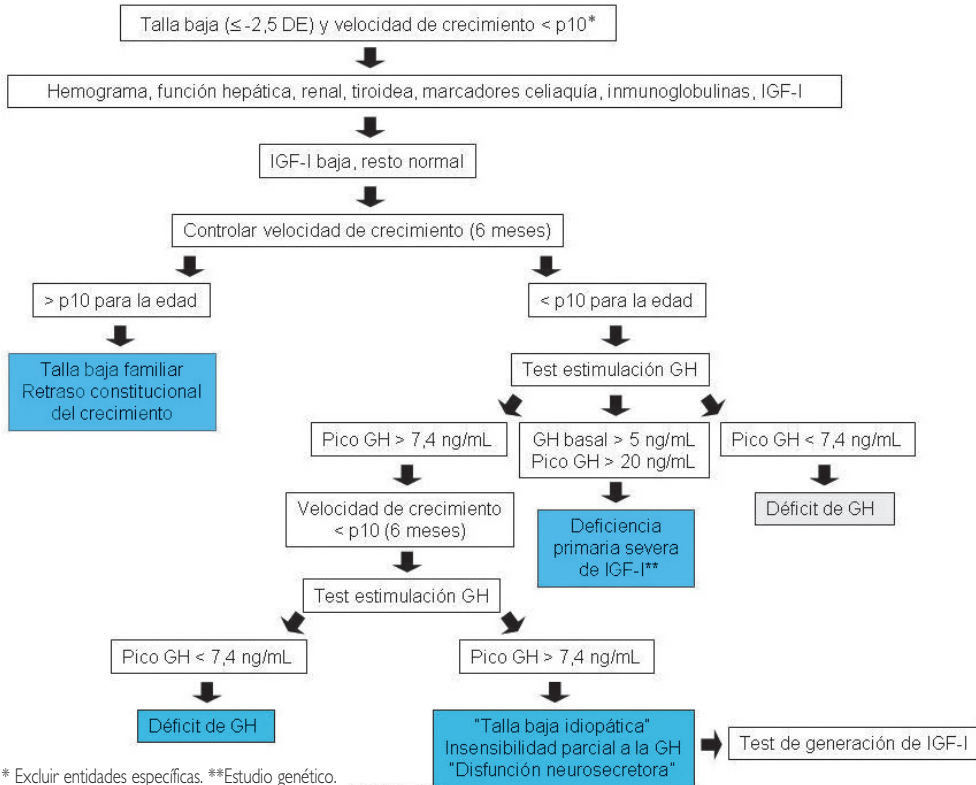 Talla baja (≤ -2,5 DE) y velocidad de crecimiento < p10*
Hemograma, función hepática, renal, tiroidea, marcadores celiaquía, inmunoglobulinas, IGF-I
IGF-I baja, resto normal
Controlar velocidad de crecimiento (6 meses)
> p10 para la edad
< p10 para la edad
Talla baja familiar
Retraso constitucional
del crecimiento
Test estimulación GH
Pico GH > 7,4 ng/mL
GH basal > 5 ng/mL
Pico GH > 20 ng/mL
Pico GH < 7,4 ng/mL
Velocidad de crecimiento
< p10 (6 meses)
Deficiencia
primaria severa
de IGF-I**
Déficit de GH
Test estimulación GH
Pico GH < 7,4 ng/mL
Pico GH > 7,4 ng/mL
Déficit de GH
"Talla baja idiopática"
Insensibilidad parcial a la GH
"Disfunción neurosecretora"
Test de generación de IGF-I
* Excluir entidades específicas. **Estudio genético.